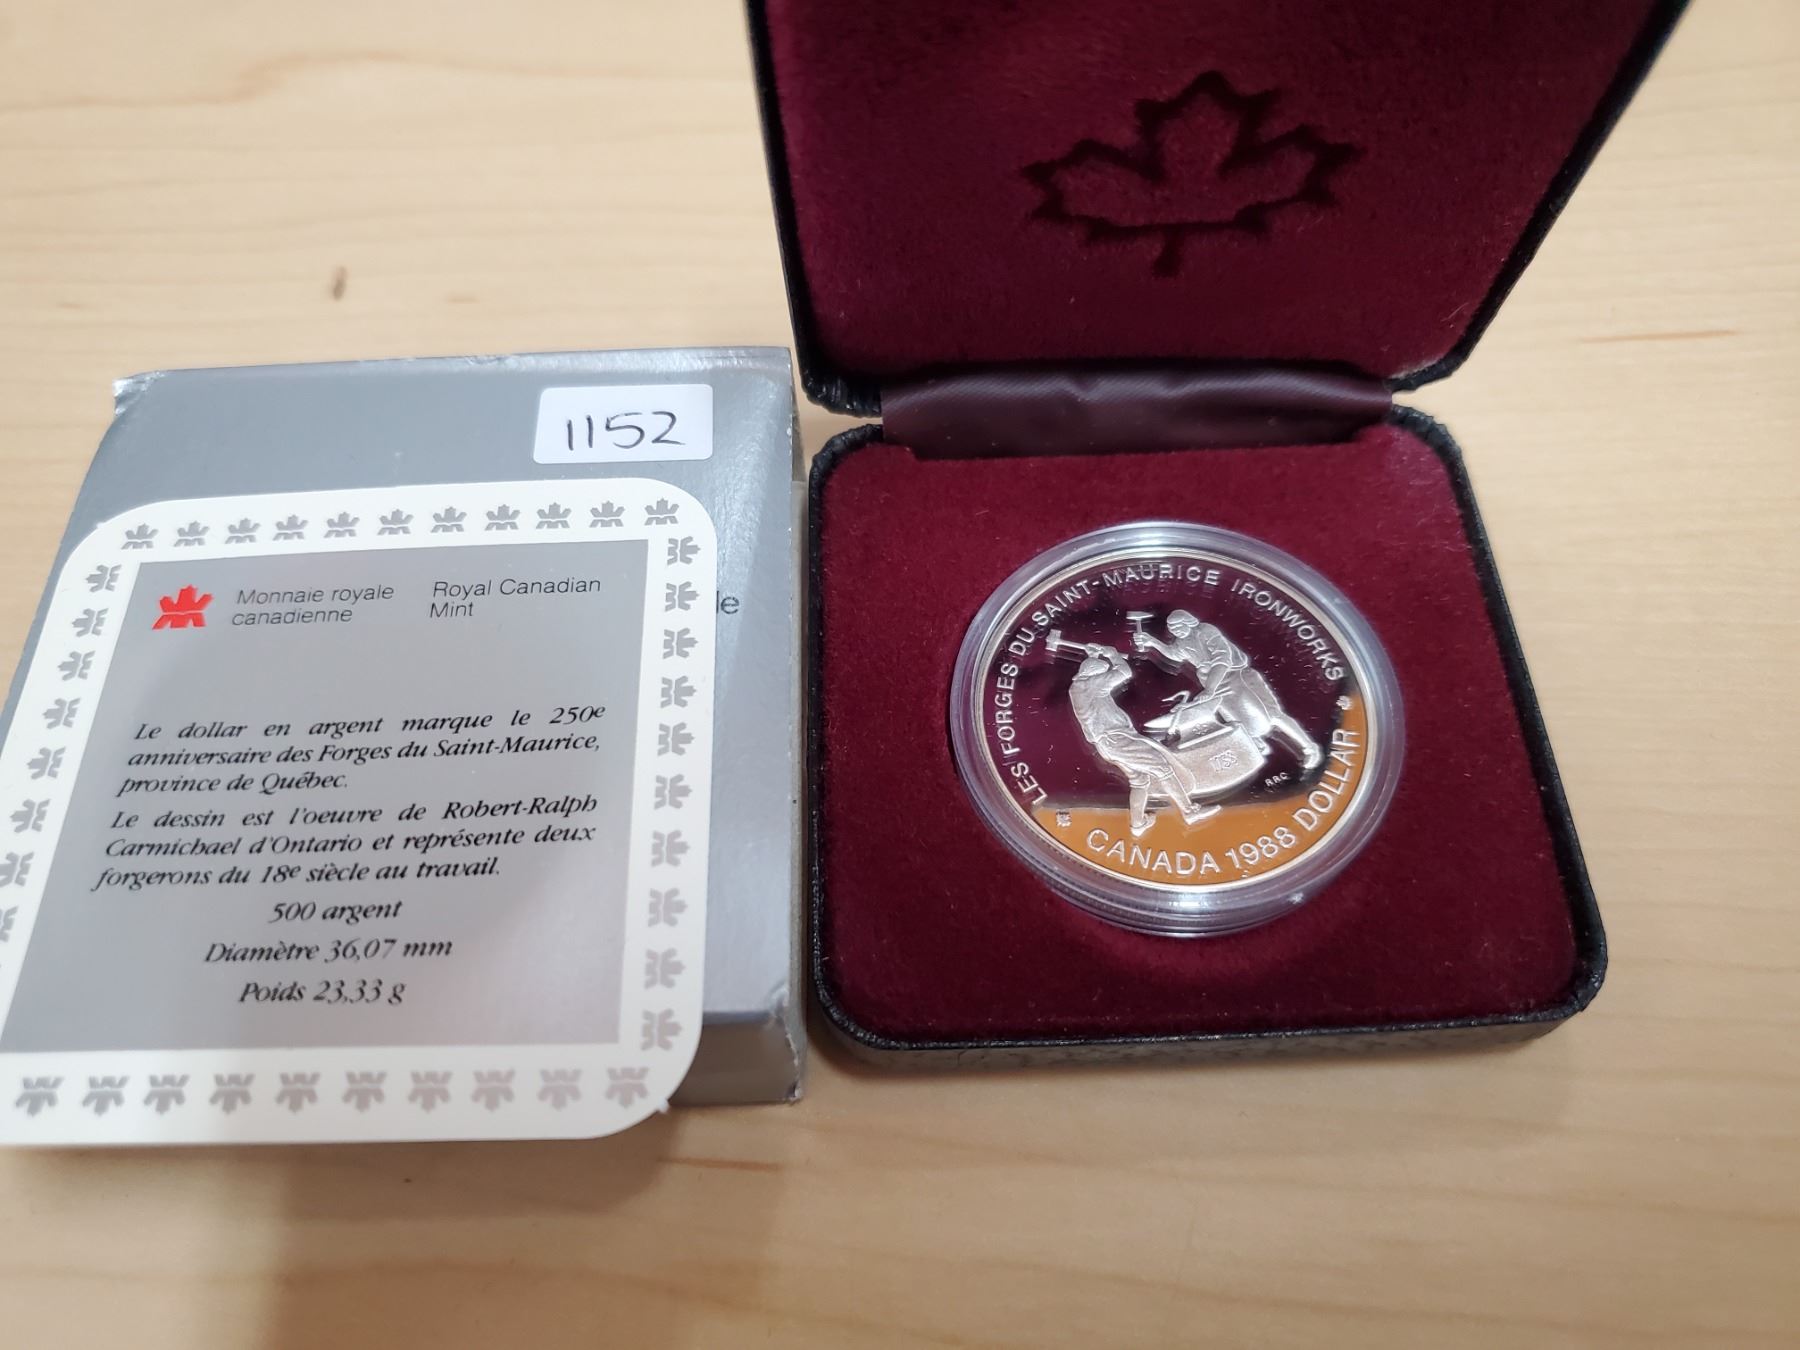 1152
le
Monnaie royale
canadienne
Royal Canadian
Mint
Le dollar en argent marque le 250e
anniversaire des Forges du Saint-Maurice,
province de Québec.
Le dessin est l'oeuvre de Robert-Ralph
Carmichael d'Ontario et représente deux
forgerons du 18e siècle au travail.
500 argent
Diamètre 36,07 mm
Poids 23,33 g
LES FORGES DU SAINT-MAURICE IRONWORKS
1738
RRC
CANADA 1988 DOLLAR